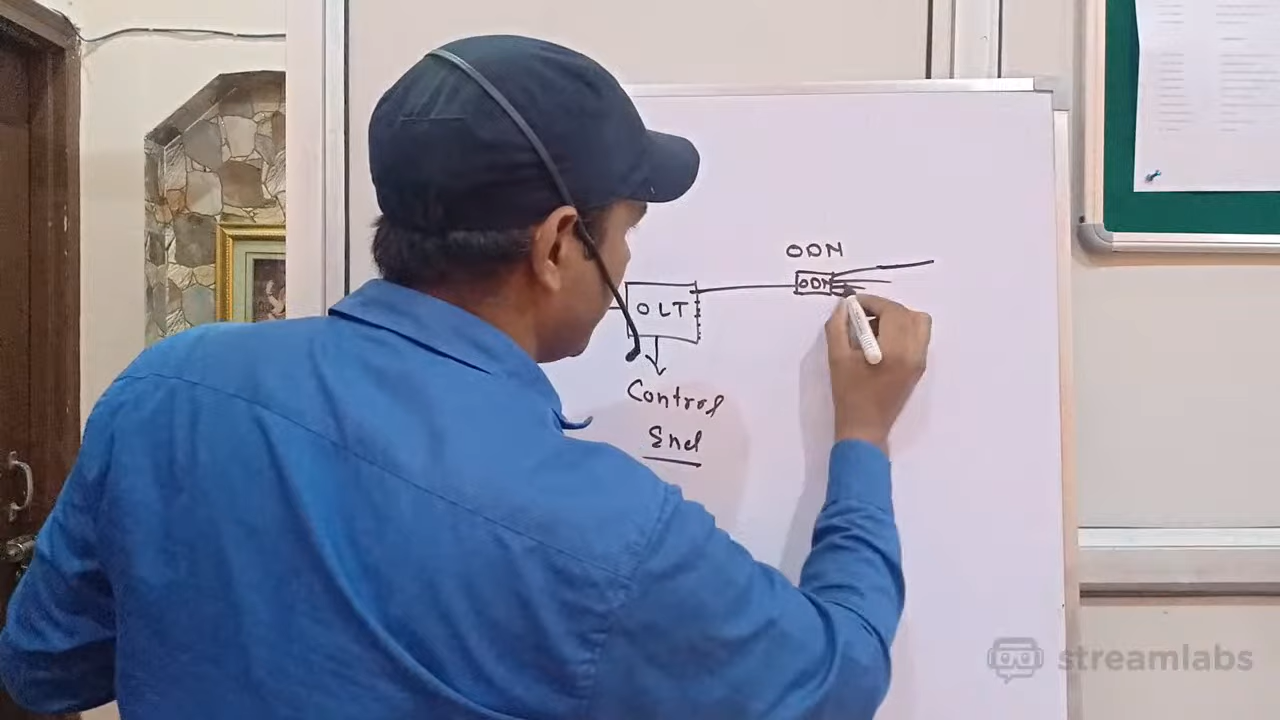 ODN
ODN
OLT
Control
End
streamlabs